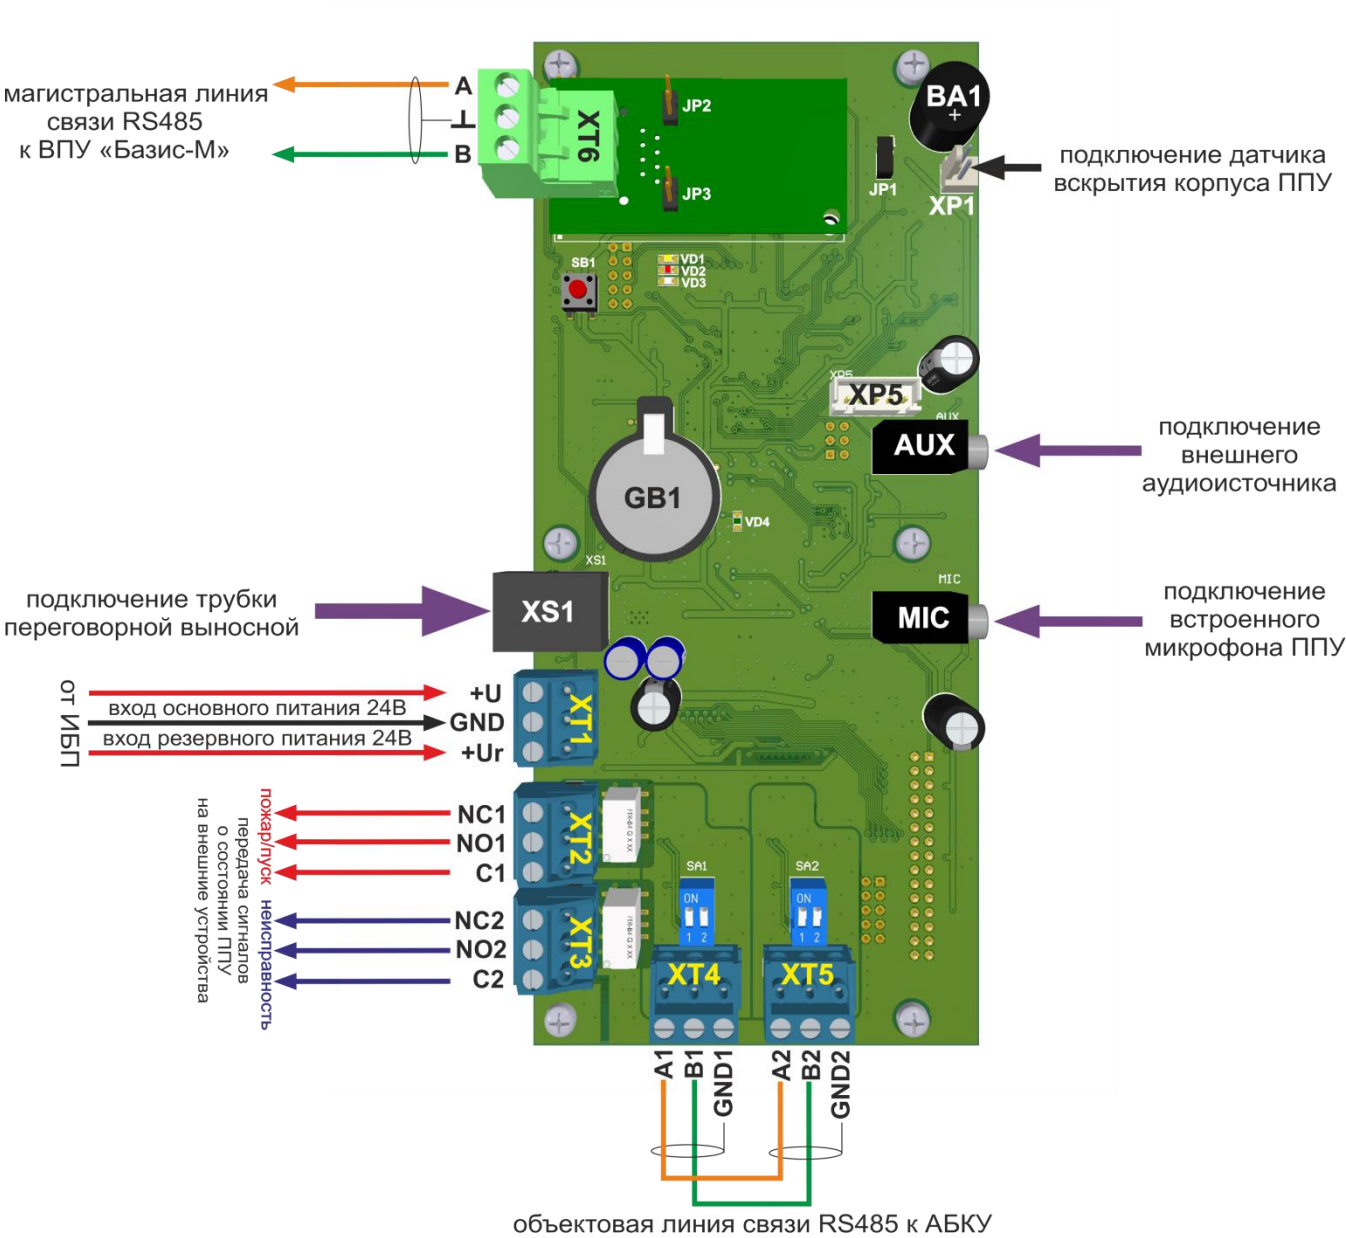 магистральная линия
связи RS485
к ВПУ «Базис-М»
A
⊥
B
XT6
JP2
JP3
JP1
BA1
+
XP1
подключение датчика
вскрытия корпуса ППУ
SB1
VD1
VD2
VD3
XP5
XP5
AUX
AUX
подключение
внешнего
аудиоисточника
GB1
VD4
XS1
XS1
подключение трубки
переговорной выносной
MIC
MIC
подключение
встроенного
микрофона ППУ
от ИБП
вход основного питания 24В
вход резервного питания 24В
+U
GND
+Ur
XT1
пожар/пуск
неисправность
передача сигналов
о состоянии ППУ
на внешние устройства
NC1
NO1
C1
XT2
NC2
NO2
C2
XT3
SA1
ON
1 2
XT4
SA2
ON
1 2
XT5
A1
B1
GND1
A2
B2
GND2
объектовая линия связи RS485 к АБКУ